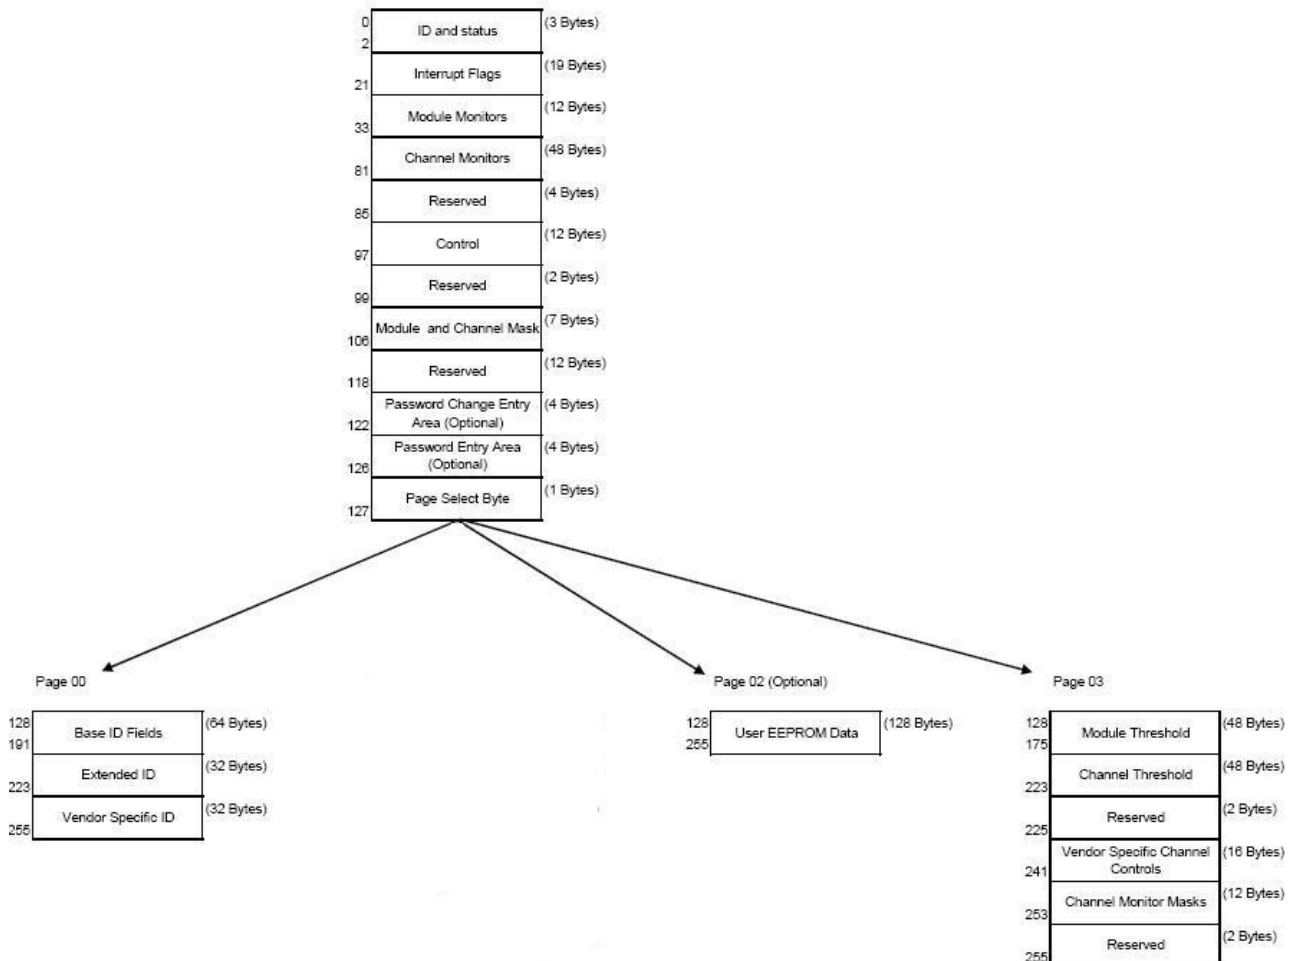 0
ID and status
(3 Bytes)
2
Interrupt Flags
(19 Bytes)
21
Module Monitors
(12 Bytes)
33
Channel Monitors
(48 Bytes)
81
Reserved
(4 Bytes)
85
Control
(12 Bytes)
97
Reserved
(2 Bytes)
99
Module and Channel Mask
(7 Bytes)
106
Reserved
(12 Bytes)
118
Password Change Entry
Area (Optional)
(4 Bytes)
122
Password Entry Area
(Optional)
(4 Bytes)
126
Page Select Byte
(1 Bytes)
127
Page 00
128
Base ID Fields
(64 Bytes)
191
Extended ID
(32 Bytes)
223
Vendor Specific ID
(32 Bytes)
255
Page 02 (Optional)
128
User EEPROM Data
(128 Bytes)
255
Page 03
128
Module Threshold
(48 Bytes)
175
Channel Threshold
(48 Bytes)
223
Reserved
(2 Bytes)
225
Vendor Specific Channel
Controls
(16 Bytes)
241
Channel Monitor Masks
(12 Bytes)
253
Reserved
(2 Bytes)
255